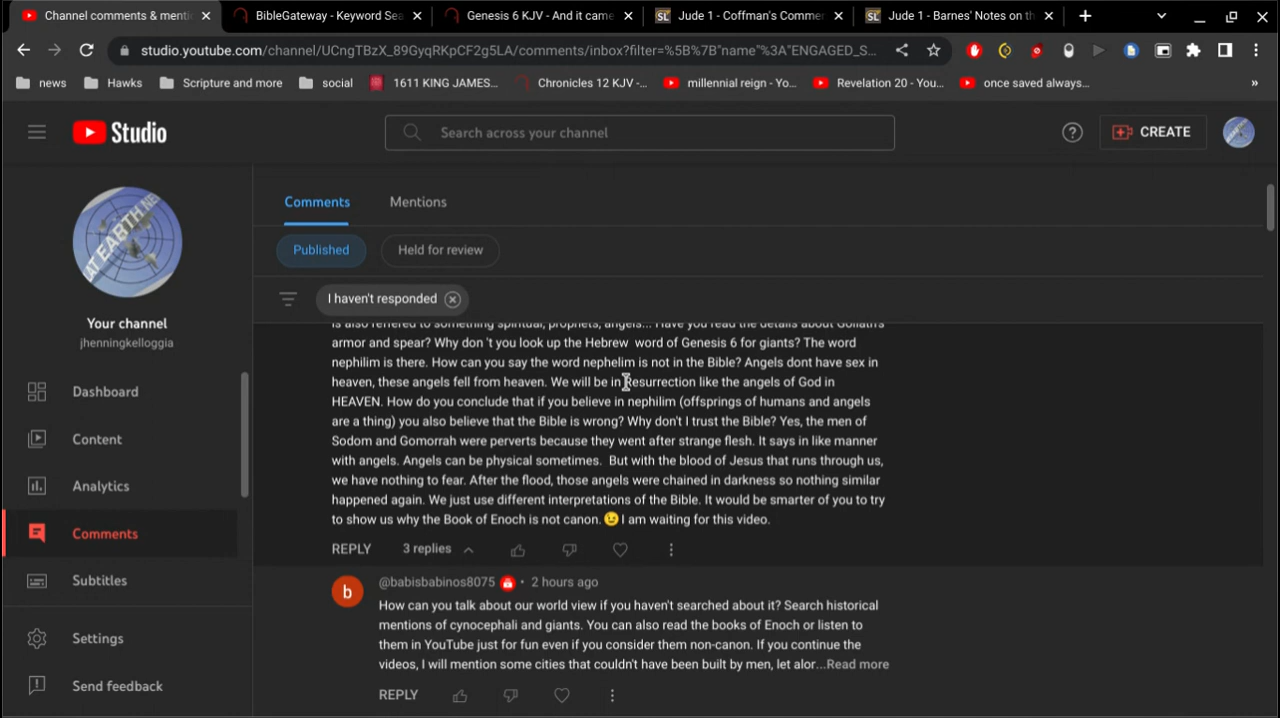 Channel comments & menti
BibleGateway - Keyword Sea
Genesis 6 KJV - And it came
Jude 1 - Coffman's Comme
Jude 1 - Barnes' Notes on th
studio.youtube.com/channel/UCngTBzX_89GyqRKpCF2g5LA/comments/inbox?filter=%5B%7B"name"%3A"ENGAGED_S...
news
Hawks
Scripture and more
social
1611 KING JAMES...
Chronicles 12 KJV -...
millennial reign - Yo...
Revelation 20 - You...
once saved always...
»
Studio
Search across your channel
CREATE
Comments
Mentions
Published
Held for review
I haven't responded
Your channel
jhenningkelloggia
Dashboard
Content
Analytics
Comments
Subtitles
Settings
Send feedback
is also reffered to something spiritual, prophets, angels... Have you read the details about Goliath's
armor and spear? Why don 't you look up the Hebrew word of Genesis 6 for giants? The word
nephilim is there. How can you say the word nephelim is not in the Bible? Angels dont have sex in
heaven, these angels fell from heaven. We will be in Resurrection like the angels of God in
HEAVEN. How do you conclude that if you believe in nephilim (offsprings of humans and angels
are a thing) you also believe that the Bible is wrong? Why don't I trust the Bible? Yes, the men of
Sodom and Gomorrah were perverts because they went after strange flesh. It says in like manner
with angels. Angels can be physical sometimes. But with the blood of Jesus that runs through us,
we have nothing to fear. After the flood, those angels were chained in darkness so nothing similar
happened again. We just use different interpretations of the Bible. It would be smarter of you to try
to show us why the Book of Enoch is not canon. 😉 I am waiting for this video.
REPLY 3 replies
b
@babisbabinos8075 • 2 hours ago
How can you talk about our world view if you haven't searched about it? Search historical
mentions of cynocephali and giants. You can also read the books of Enoch or listen to
them in YouTube just for fun even if you consider them non-canon. If you continue the
videos, I will mention some cities that couldn't have been built by men, let alor...Read more
REPLY